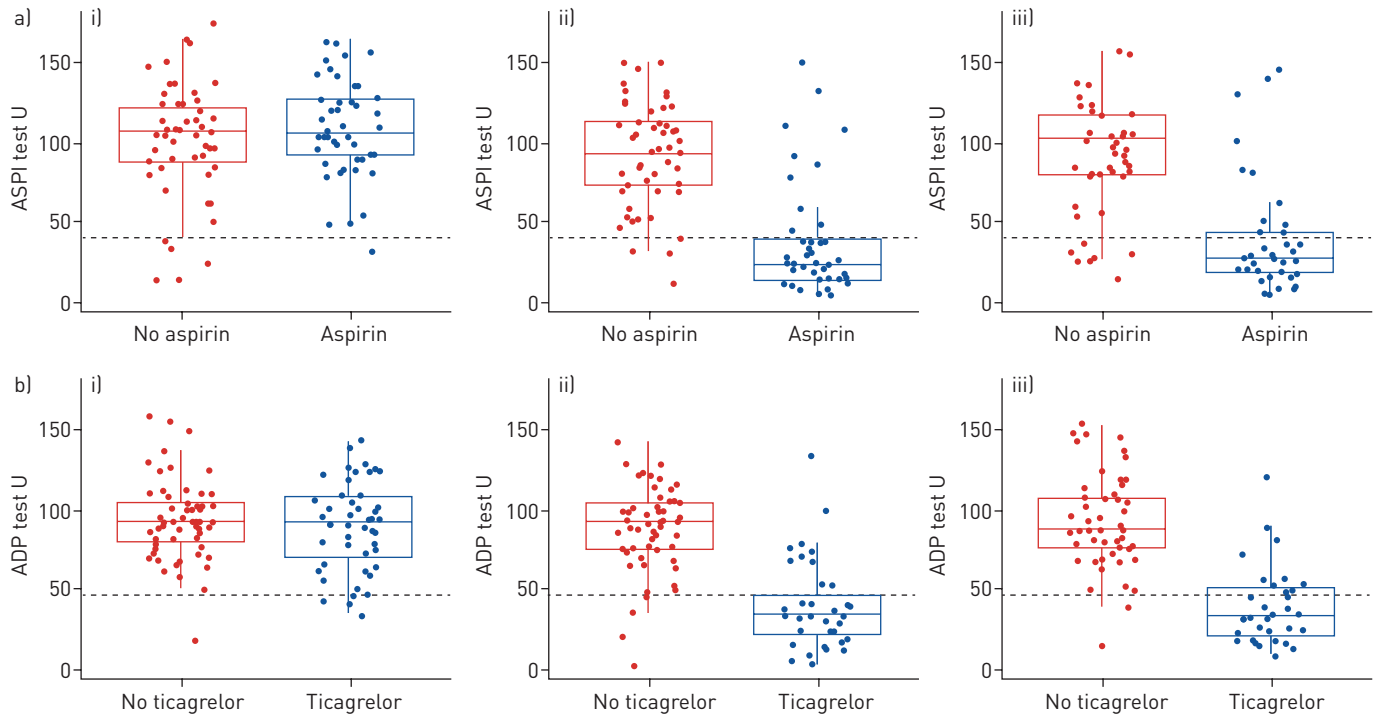 a)
i)
ASPI test U
150
100
50
0
No aspirin
Aspirin
ii)
ASPI test U
150
100
50
0
No aspirin
Aspirin
iii)
ASPI test U
150
100
50
0
No aspirin
Aspirin
b)
i)
ADP test U
150
100
50
0
No ticagrelor
Ticagrelor
ii)
ADP test U
150
100
50
0
No ticagrelor
Ticagrelor
iii)
ADP test U
150
100
50
0
No ticagrelor
Ticagrelor